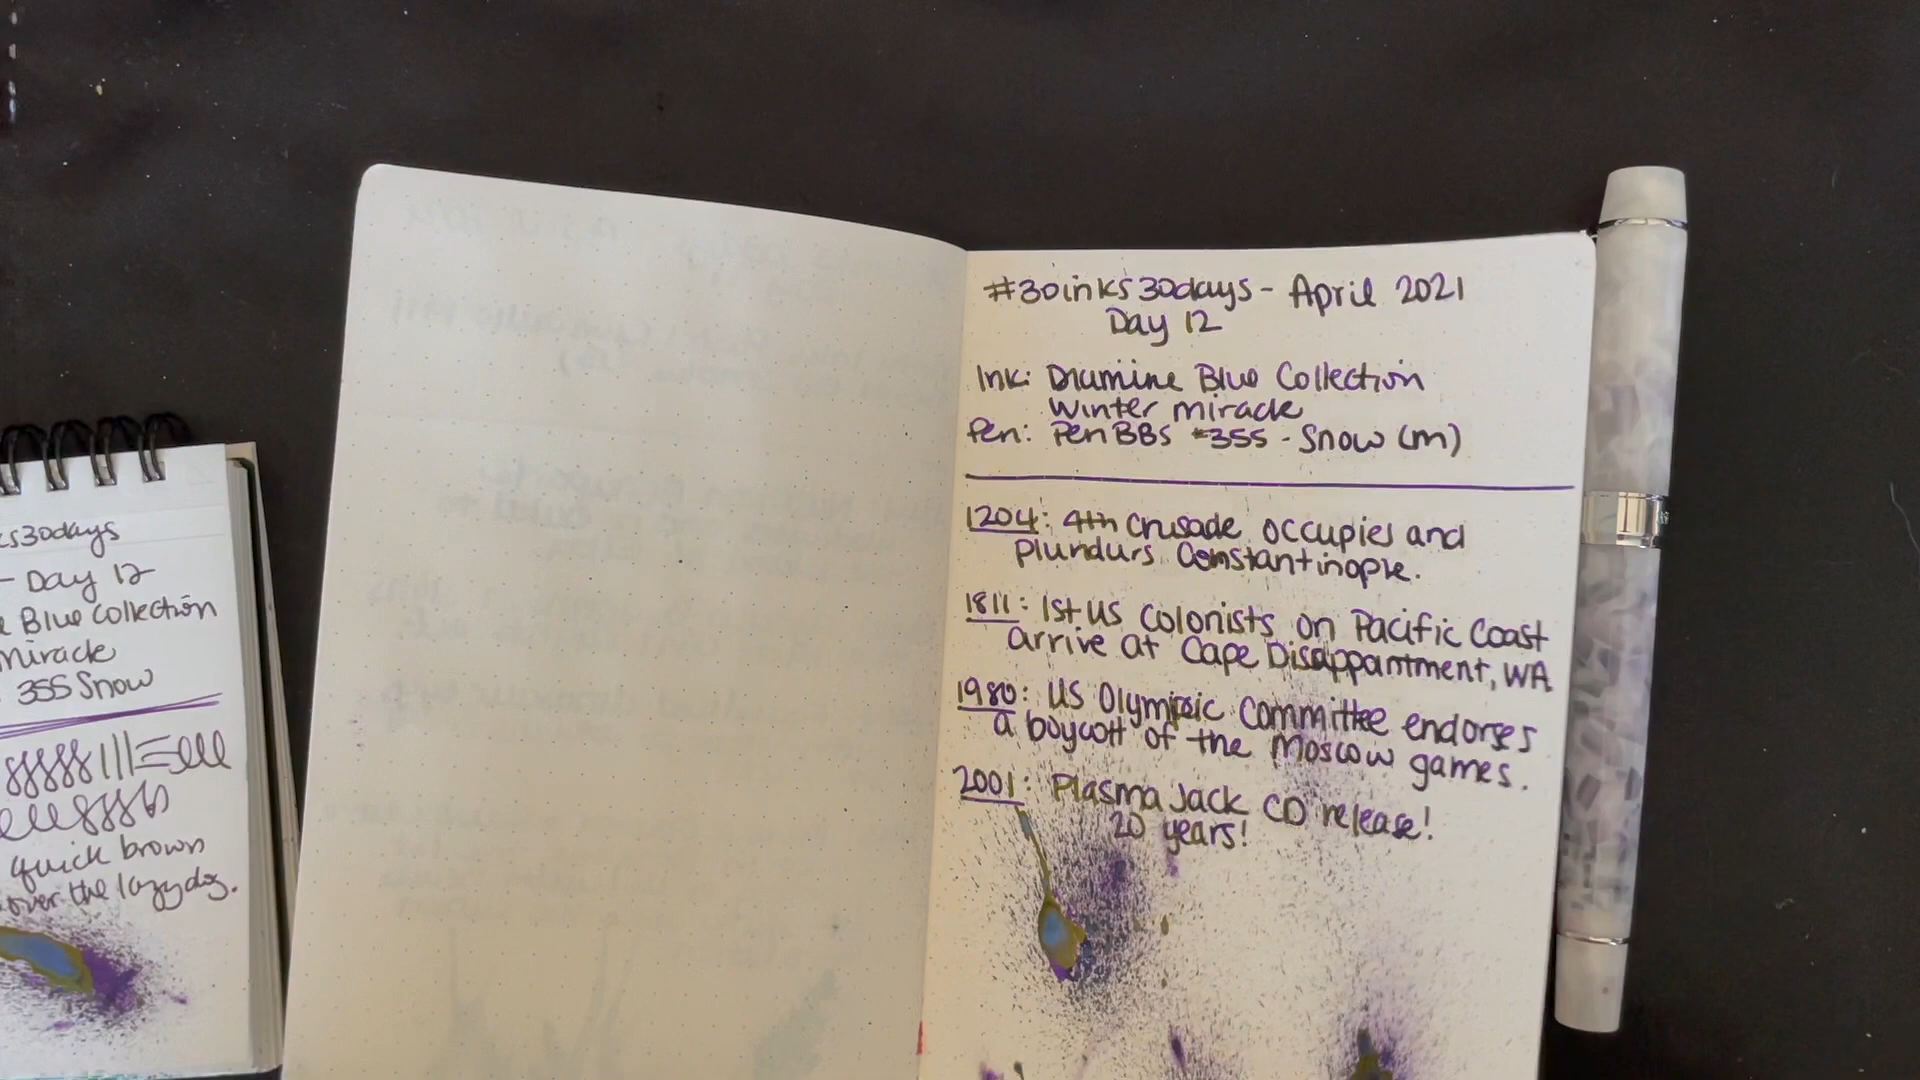 #30inks30days - April 2021
Day 12
Ink: Diamine Blue Collection
Winter miracle
Pen: PenBBS #355 - Snow (m)
1204: 4th Crusade occupies and
plundurs Constantinople.
1811: 1st US Colonists on Pacific Coast
arrive at Cape Disappointment, WA
1980: US Olympic Committee endorses
a boycott of the Moscow games.
2001: Plasma Jack CD release!
20 years!
ks30days
- Day 12
e Blue Collection
miracle
355 Snow
quick brown
over the lazy dog.